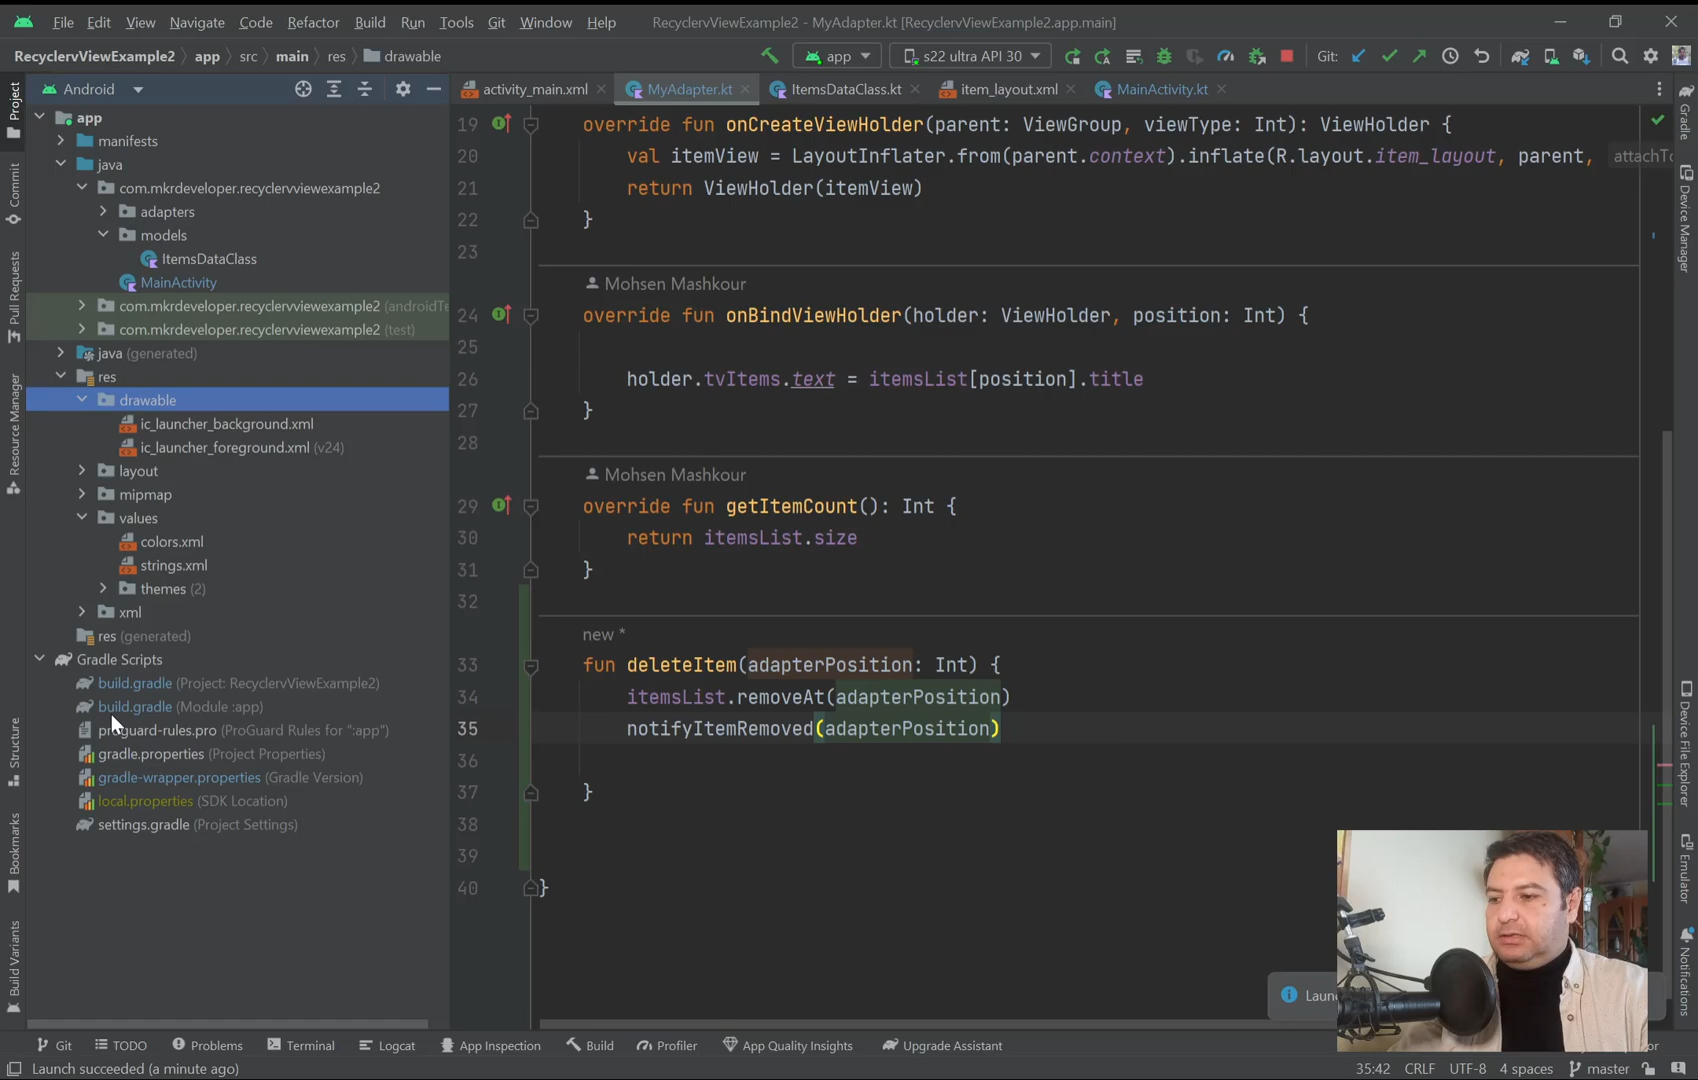 File Edit View Navigate Code Refactor Build Run Tools Git Window Help RecyclervViewExample2 - MyAdapter.kt [RecyclervViewExample2.app.main]
RecyclervViewExample2 app src main res drawable app s22 ultra API 30 Git:
Android activity_main.xml MyAdapter.kt ItemsDataClass.kt item_layout.xml MainActivity.kt
Project
Commit
Pull Requests
Resource Manager
Structure
Bookmarks
Build Variants
app
manifests
java
com.mkrdeveloper.recyclervviewexample2
adapters
models
ItemsDataClass
MainActivity
com.mkrdeveloper.recyclervviewexample2 (androidTe
com.mkrdeveloper.recyclervviewexample2 (test)
java (generated)
res
drawable
ic_launcher_background.xml
ic_launcher_foreground.xml (v24)
layout
mipmap
values
colors.xml
strings.xml
themes (2)
xml
res (generated)
Gradle Scripts
build.gradle (Project: RecyclervViewExample2)
build.gradle (Module :app)
proguard-rules.pro (ProGuard Rules for ":app")
gradle.properties (Project Properties)
gradle-wrapper.properties (Gradle Version)
local.properties (SDK Location)
settings.gradle (Project Settings)
19 override fun onCreateViewHolder(parent: ViewGroup, viewType: Int): ViewHolder {
20 val itemView = LayoutInflater.from(parent.context).inflate(R.layout.item_layout, parent, attachTo
21 return ViewHolder(itemView)
22 }
23
Mohsen Mashkour
24 override fun onBindViewHolder(holder: ViewHolder, position: Int) {
25
26 holder.tvItems.text = itemsList[position].title
27 }
28
Mohsen Mashkour
29 override fun getItemCount(): Int {
30 return itemsList.size
31 }
32
new *
33 fun deleteItem(adapterPosition: Int) {
34 itemsList.removeAt(adapterPosition)
35 notifyItemRemoved(adapterPosition)
36
37 }
38
39
40 }
Gradle
Device Manager
Device File Explorer
Emulator
Notifications
Laun
Git TODO Problems Terminal Logcat App Inspection Build Profiler App Quality Insights Upgrade Assistant or
Launch succeeded (a minute ago) 35:42 CRLF UTF-8 4 spaces master